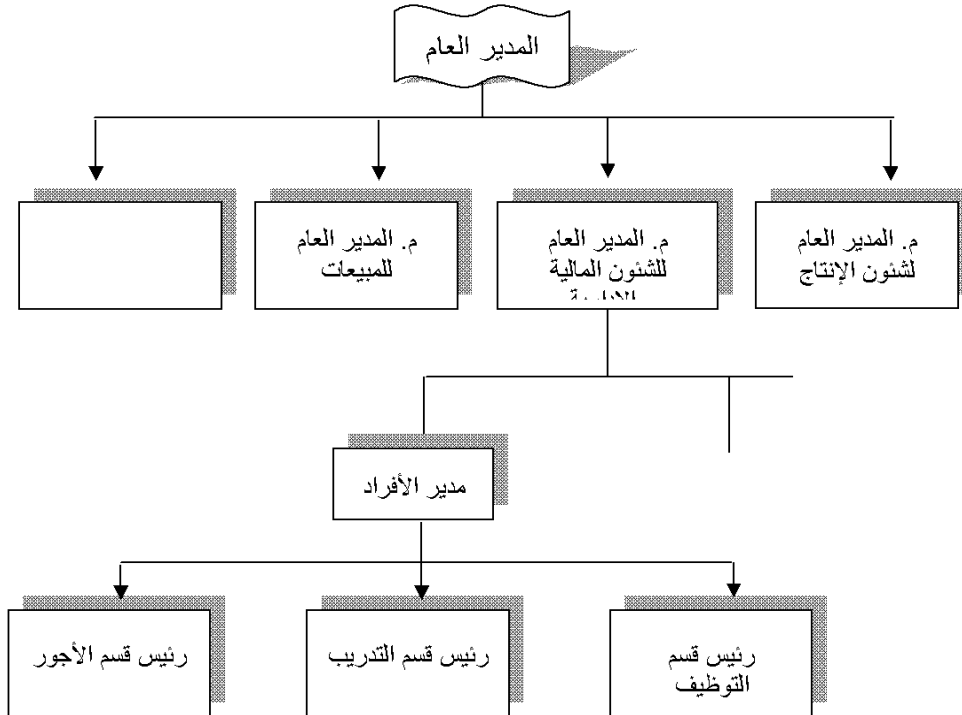 المدير العام
م. المدير العام
لشئون الإنتاج
م. المدير العام
للشئون المالية
م. المدير العام
للمبيعات
مدير الأفراد
رئيس قسم
التوظيف
رئيس قسم التدريب
رئيس قسم الأجور